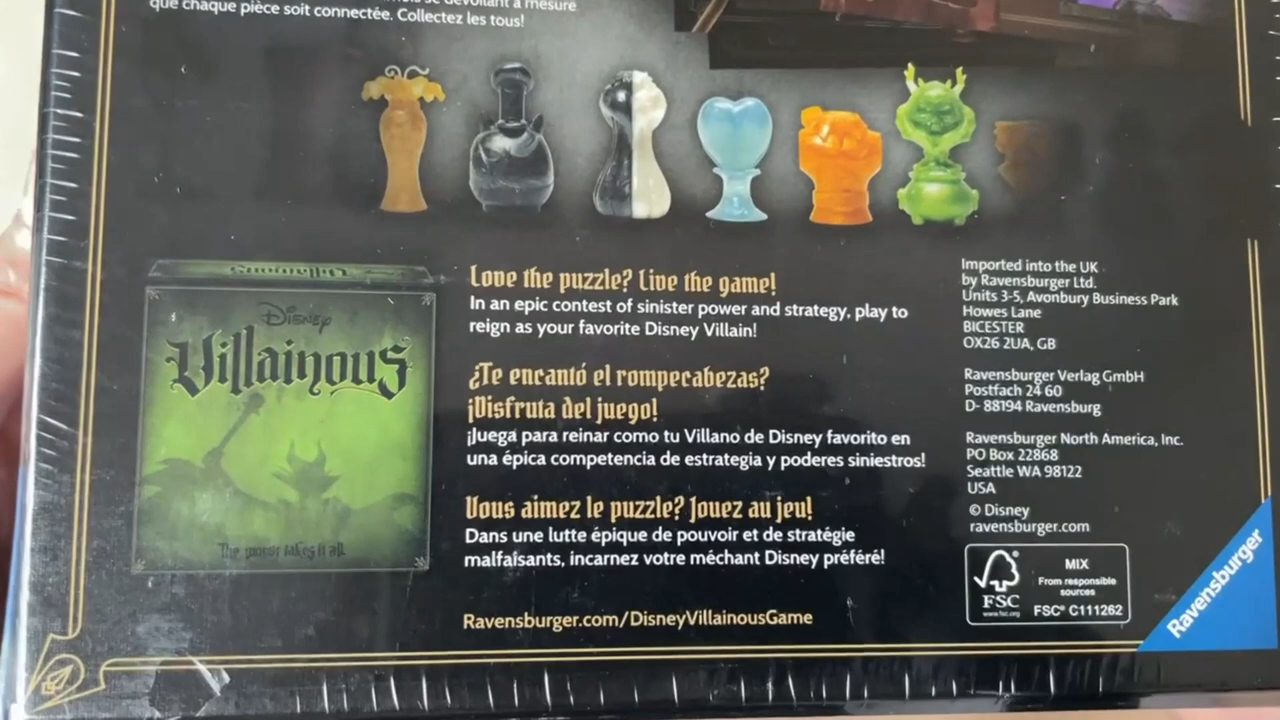 que chaque pièce soit connectée. Collectez les tous!
Villainous
Disney
Villainous
The power takes it all.
Love the puzzle? Live the game!
In an epic contest of sinister power and strategy, play to
reign as your favorite Disney Villain!
¿Te encantó el rompecabezas?
¡Disfruta del juego!
¡Juega para reinar como tu Villano de Disney favorito en
una épica competencia de estrategia y poderes siniestros!
Vous aimez le puzzle? Jouez au jeu!
Dans une lutte épique de pouvoir et de stratégie
malfaisants, incarnez votre méchant Disney préféré!
Ravensburger.com/DisneyVillainousGame
Imported into the UK
by Ravensburger Ltd.
Units 3-5, Avonbury Business Park
Howes Lane
BICESTER
OX26 2UA, GB
Ravensburger Verlag GmbH
Postfach 24 60
D- 88194 Ravensburg
Ravensburger North America, Inc.
PO Box 22868
Seattle WA 98122
USA
© Disney
ravensburger.com
FSC
www.fsc.org
MIX
From responsible
sources
FSC® C111262
Ravensburger